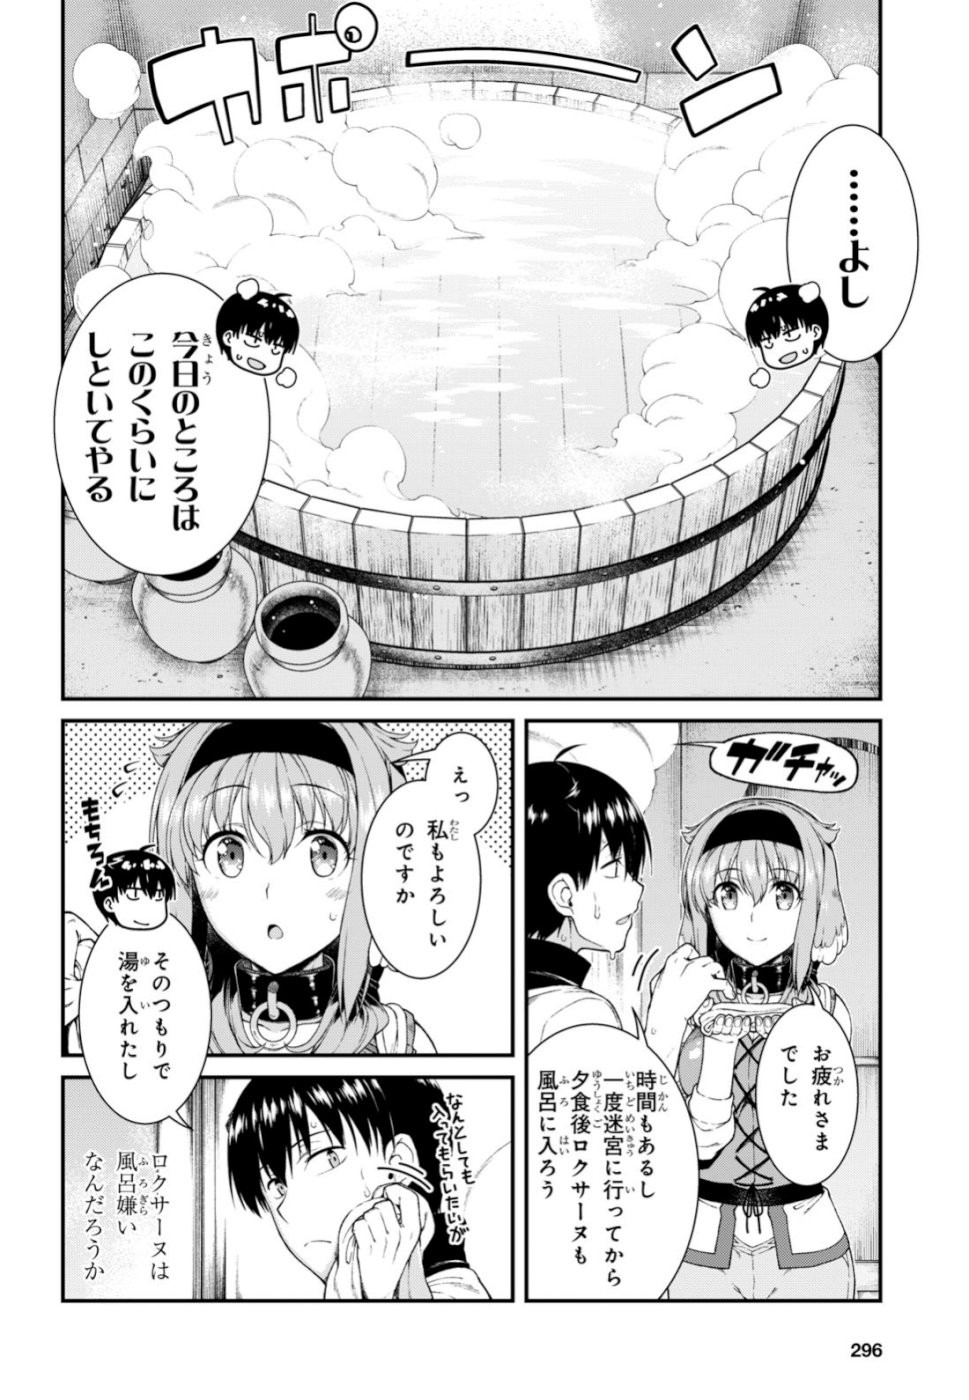 カポーン
………よし
今日のところは
このくらいに
しといてやる
ガチャッ
お疲れさま
でした
時間もあるし
一度迷宮に行ってから
夕食後ロクサーヌも
風呂に入ろう
えっ
私もよろしい
のですか
もちろん
そのつもりで
湯を入れたし
なんとしても
入ってもらいたいが
ロクサーヌは
風呂嫌い
なんだろうか
296